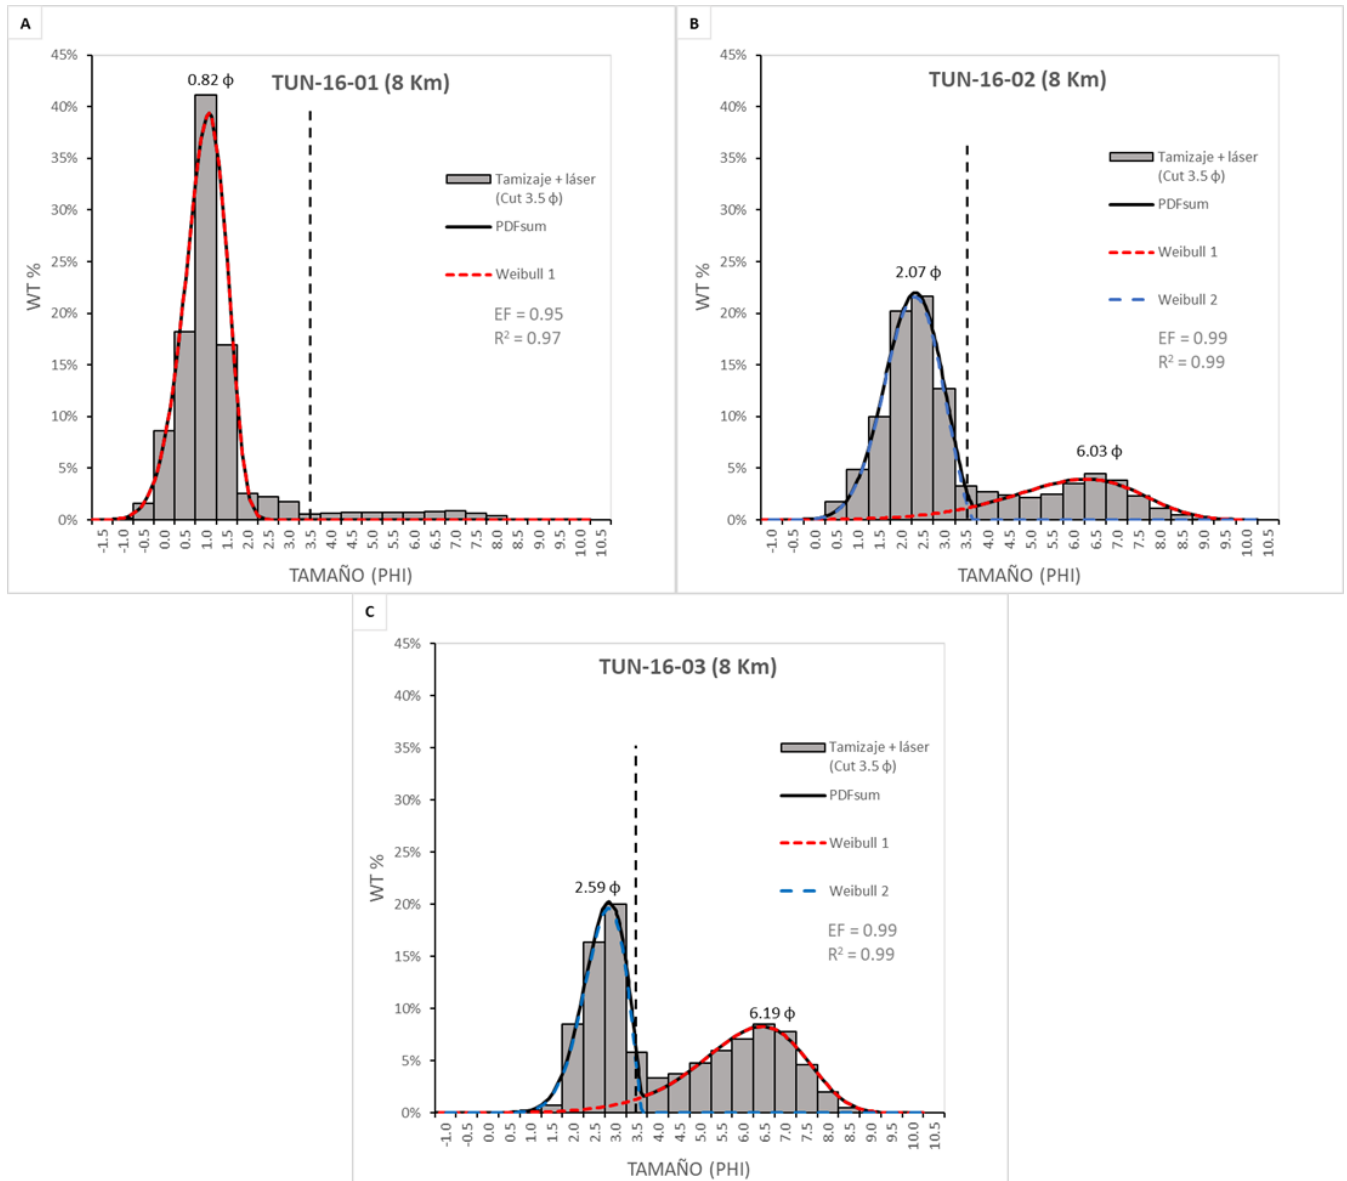 A
TUN-16-01 (8 Km)
0.82 ϕ
45%
40%
35%
30%
25%
20%
15%
10%
5%
0%
WT %
Tamizaje + láser
(Cut 3.5 ϕ)
PDFsum
Weibull 1
EF = 0.95
R² = 0.97
-1.5 -1.0 -0.5 0.0 0.5 1.0 1.5 2.0 2.5 3.0 3.5 4.0 4.5 5.0 5.5 6.0 6.5 7.0 7.5 8.0 8.5 9.0 9.5 10.0 10.5
TAMAÑO (PHI)
B
TUN-16-02 (8 Km)
45%
40%
35%
30%
25%
20%
15%
10%
5%
0%
WT %
2.07 ϕ
6.03 ϕ
Tamizaje + láser
(Cut 3.5 ϕ)
PDFsum
Weibull 1
Weibull 2
EF = 0.99
R² = 0.99
-1.0 -0.5 0.0 0.5 1.0 1.5 2.0 2.5 3.0 3.5 4.0 4.5 5.0 5.5 6.0 6.5 7.0 7.5 8.0 8.5 9.0 9.5 10.0 10.5
TAMAÑO (PHI)
C
TUN-16-03 (8 Km)
45%
40%
35%
30%
25%
20%
15%
10%
5%
0%
WT %
2.59 ϕ
6.19 ϕ
Tamizaje + láser
(Cut 3.5 ϕ)
PDFsum
Weibull 1
Weibull 2
EF = 0.99
R² = 0.99
-1.0 -0.5 0.0 0.5 1.0 1.5 2.0 2.5 3.0 3.5 4.0 4.5 5.0 5.5 6.0 6.5 7.0 7.5 8.0 8.5 9.0 9.5 10.0 10.5
TAMAÑO (PHI)